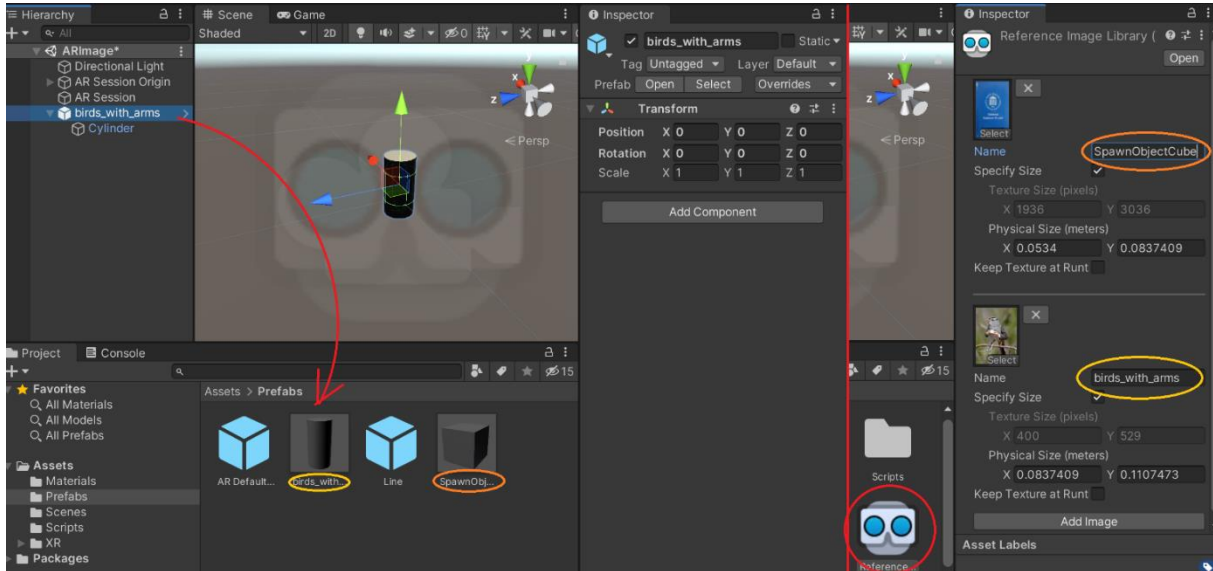 Hierarchy
All
ARImage*
Directional Light
AR Session Origin
AR Session
birds_with_arms
Cylinder
Scene
Game
Shaded
2D
0
x
y
z
Persp
Inspector
birds_with_arms
Static
Tag Untagged Layer Default
Prefab Open Select Overrides
Transform
Position X 0 Y 0 Z 0
Rotation X 0 Y 0 Z 0
Scale X 1 Y 1 Z 1
Add Component
Project
Console
15
Favorites
All Materials
All Models
All Prefabs
Assets
Materials
Prefabs
Scenes
Scripts
XR
Packages
Assets > Prefabs
AR Default...
birds_with...
Line
SpawnObj...
x
z
Persp
15
Scripts
Reference...
Inspector
Reference Image Library (
Open
Select
Name SpawnObjectCube
Specify Size
Texture Size (pixels)
X 1936 Y 3036
Physical Size (meters)
X 0.0534 Y 0.0837409
Keep Texture at Runt
Select
Name birds_with_arms
Specify Size
Texture Size (pixels)
X 400 Y 529
Physical Size (meters)
X 0.0837409 Y 0.1107473
Keep Texture at Runt
Add Image
Asset Labels